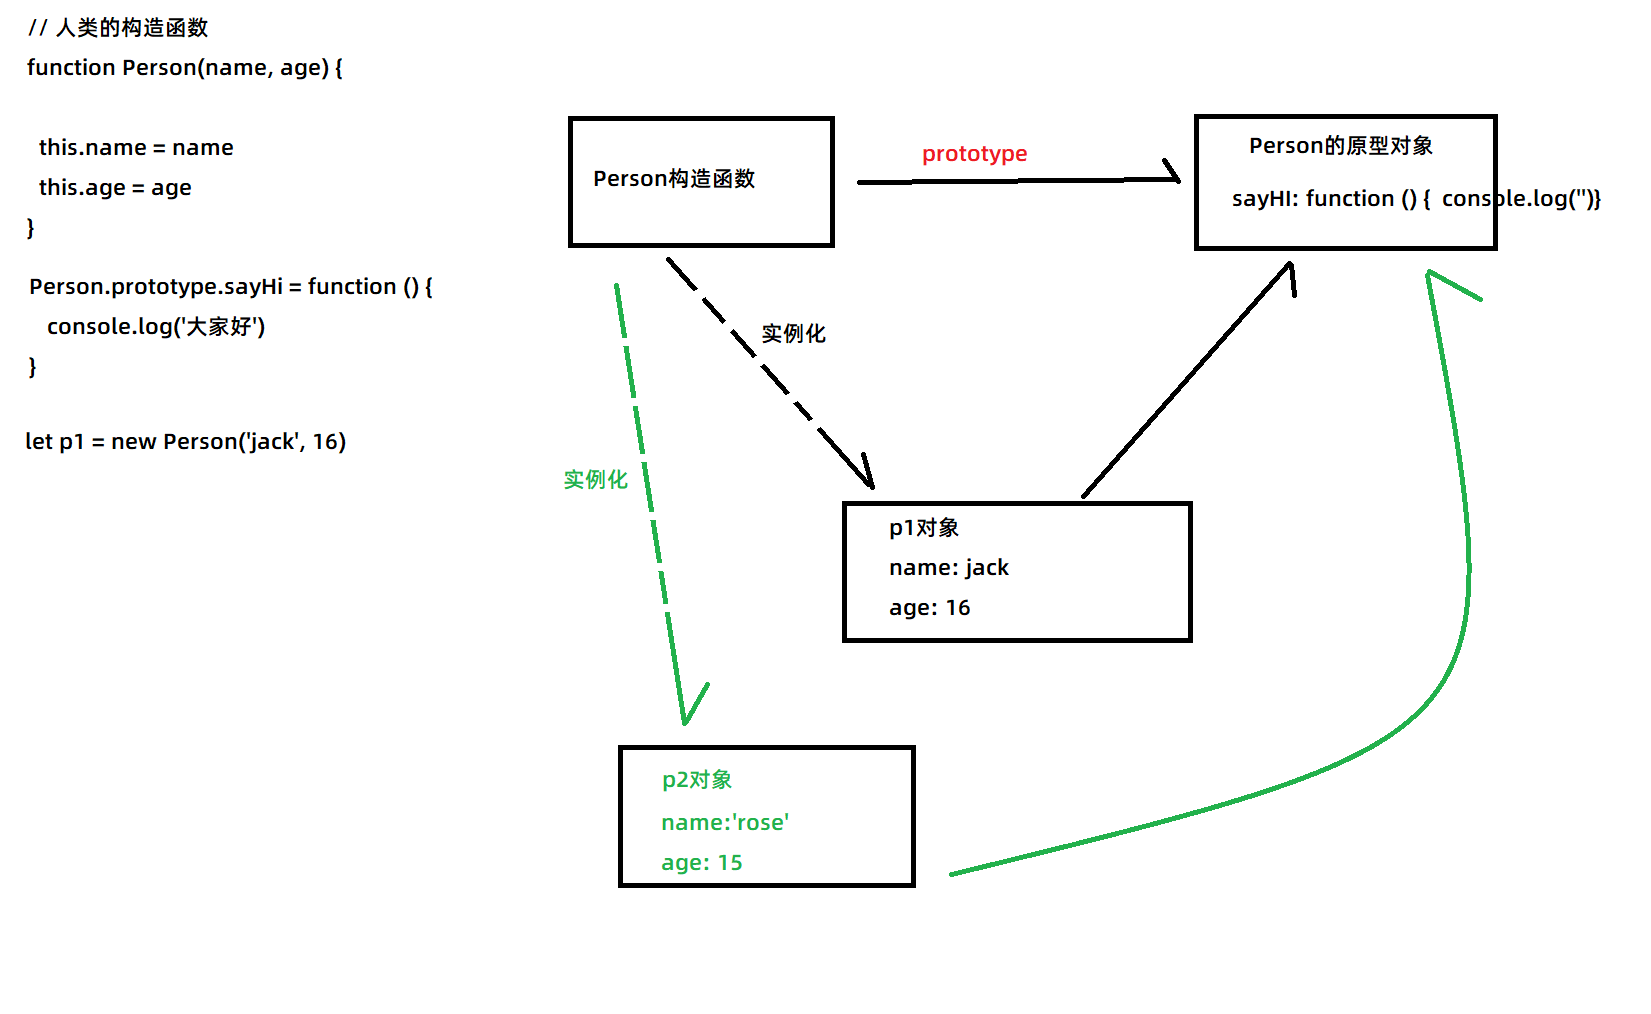 // 人类的构造函数
function Person(name, age) {
this.name = name
this.age = age
}
Person.prototype.sayHi = function () {
console.log('大家好')
}
let p1 = new Person('jack', 16)
Person构造函数
prototype
Person的原型对象
sayHI: function () { console.log('')}
实例化
实例化
p1对象
name: jack
age: 16
p2对象
name:'rose'
age: 15